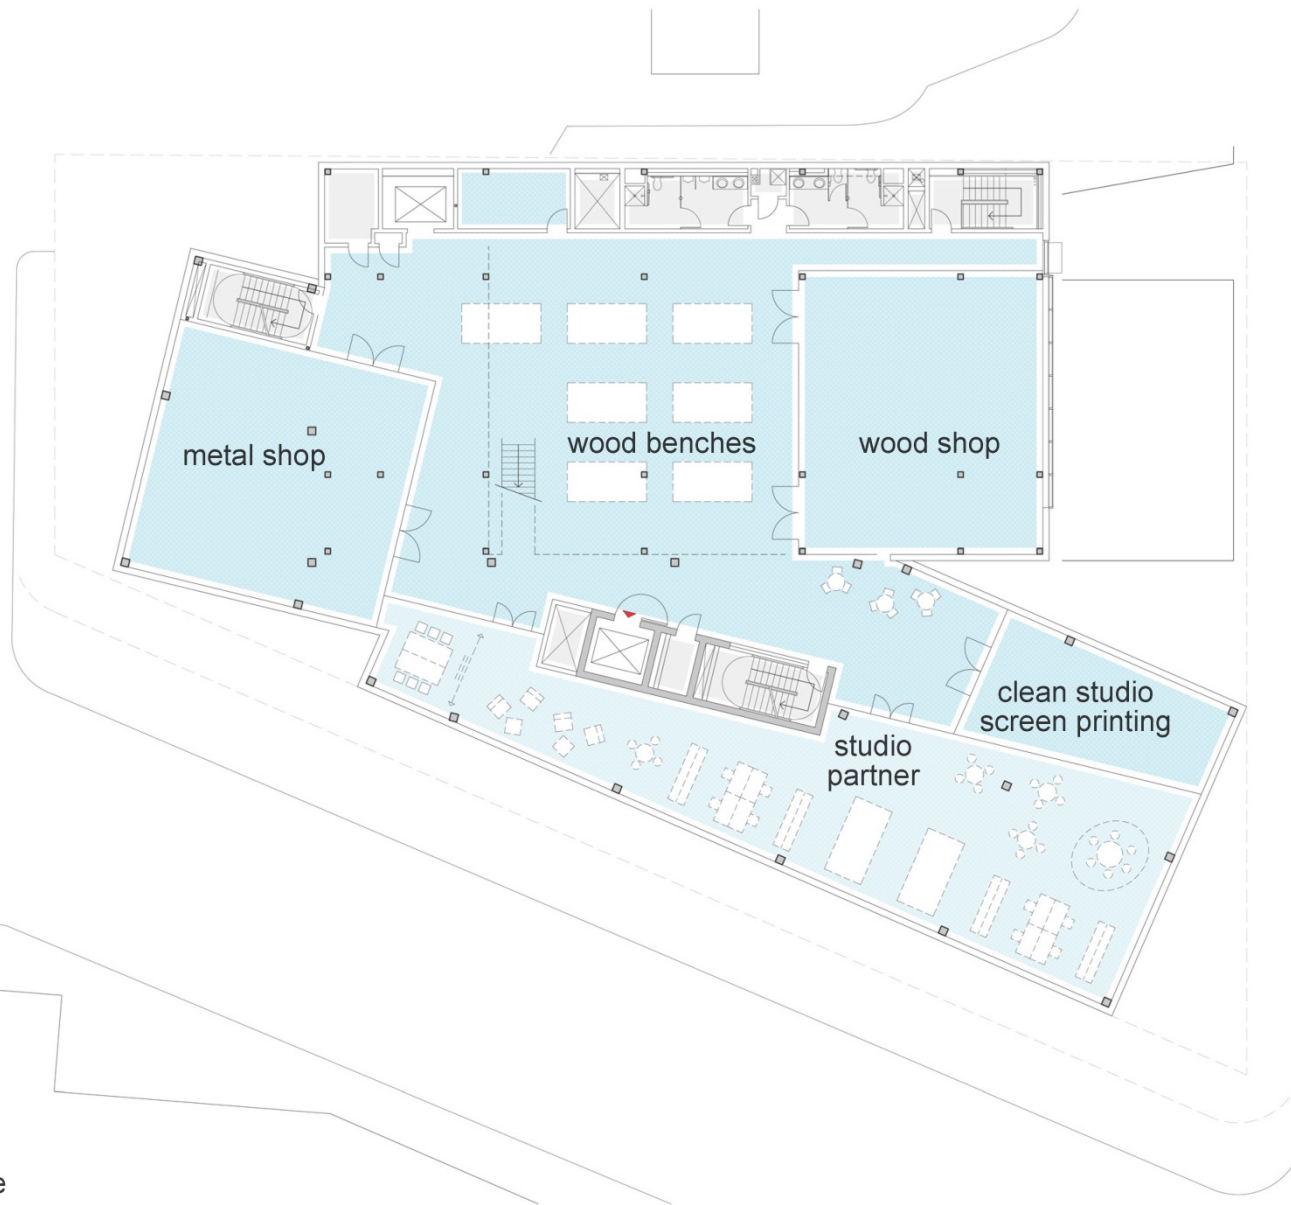 metal shop
wood benches
wood shop
clean studio
screen printing
studio
partner
e